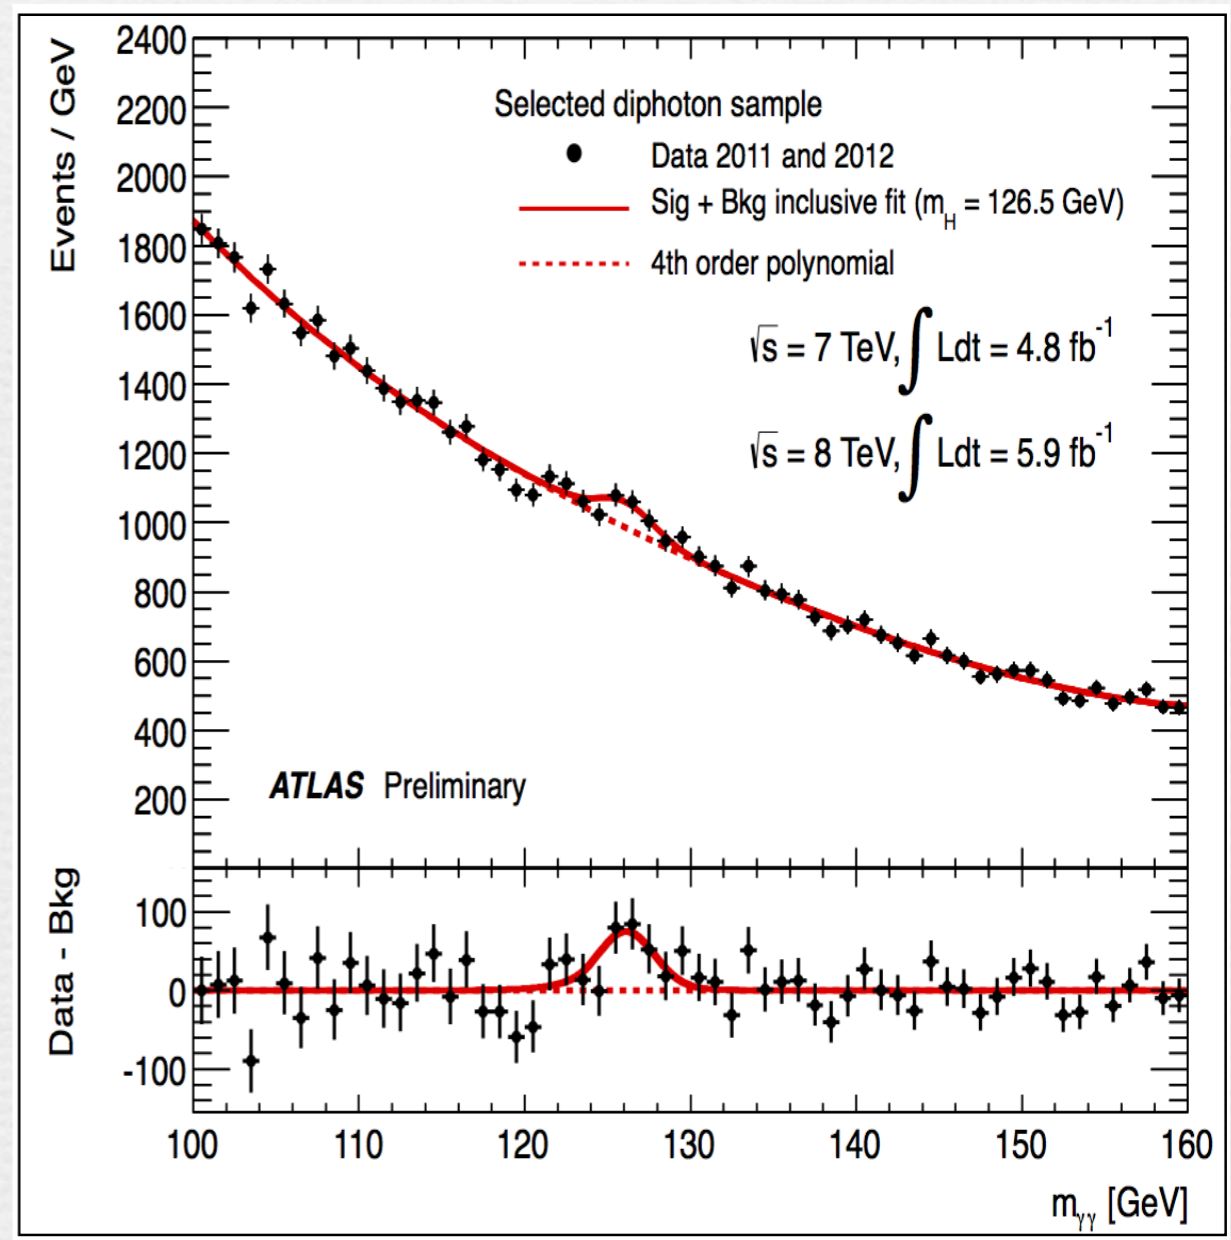 Events / GeV
2400
2200
2000
1800
1600
1400
1200
1000
800
600
400
200
Selected diphoton sample
Data 2011 and 2012
Sig + Bkg inclusive fit (m_H = 126.5 GeV)
4th order polynomial
√s = 7 TeV, ∫ Ldt = 4.8 fb⁻¹
√s = 8 TeV, ∫ Ldt = 5.9 fb⁻¹
ATLAS Preliminary
Data - Bkg
100
0
-100
100 110 120 130 140 150 160
m_γγ [GeV]